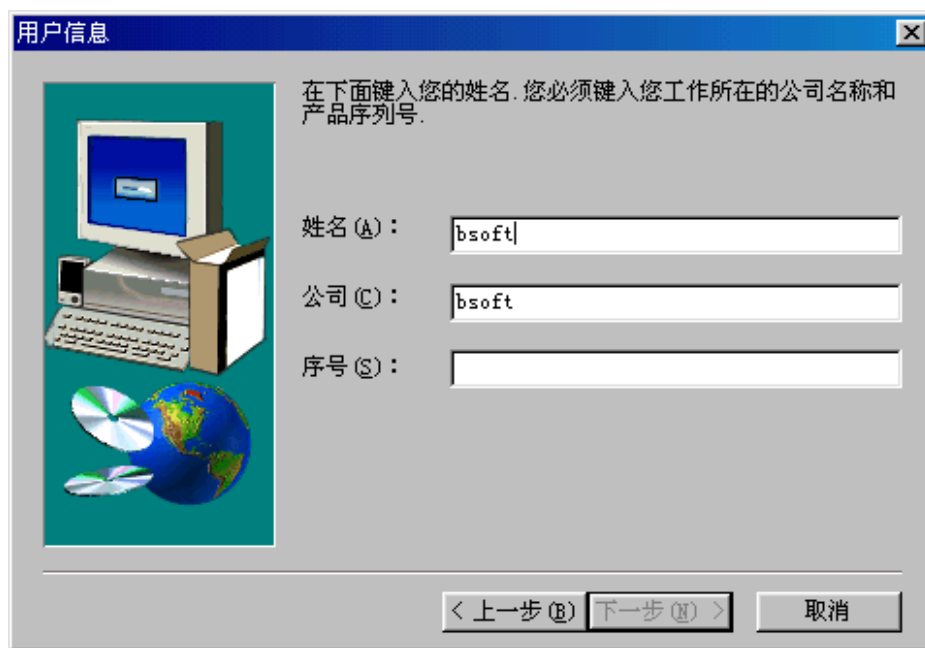 用户信息
在下面键入您的姓名.您必须键入您工作所在的公司名称和
产品序列号.
姓名(A)： bsoft
公司(C)： bsoft
序号(S)：
< 上一步(B) 下一步(N) > 取消